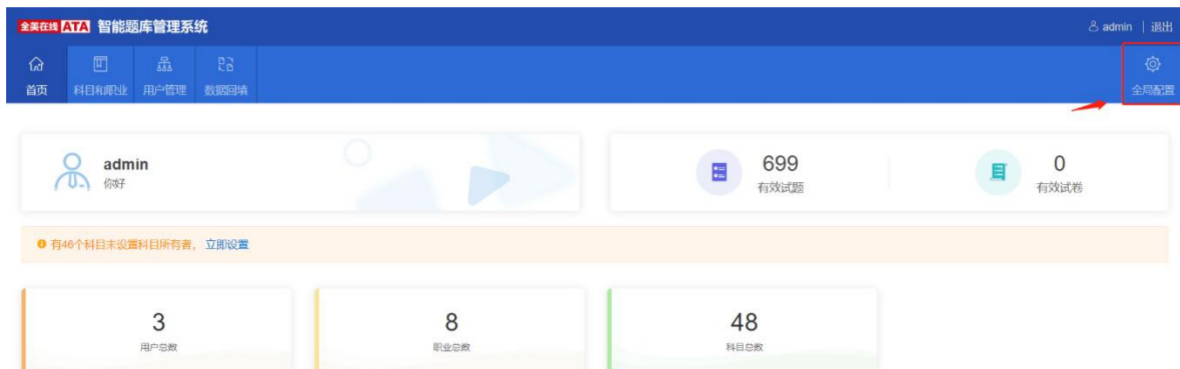 全美在线 ATA 智能题库管理系统
admin | 退出
首页 科目和职业 用户管理 数据回填 全局配置
admin
你好
699
有效试题
0
有效试卷
有46个科目未设置科目所有者。 立即设置
3
用户总数
8
职业总数
48
科目总数